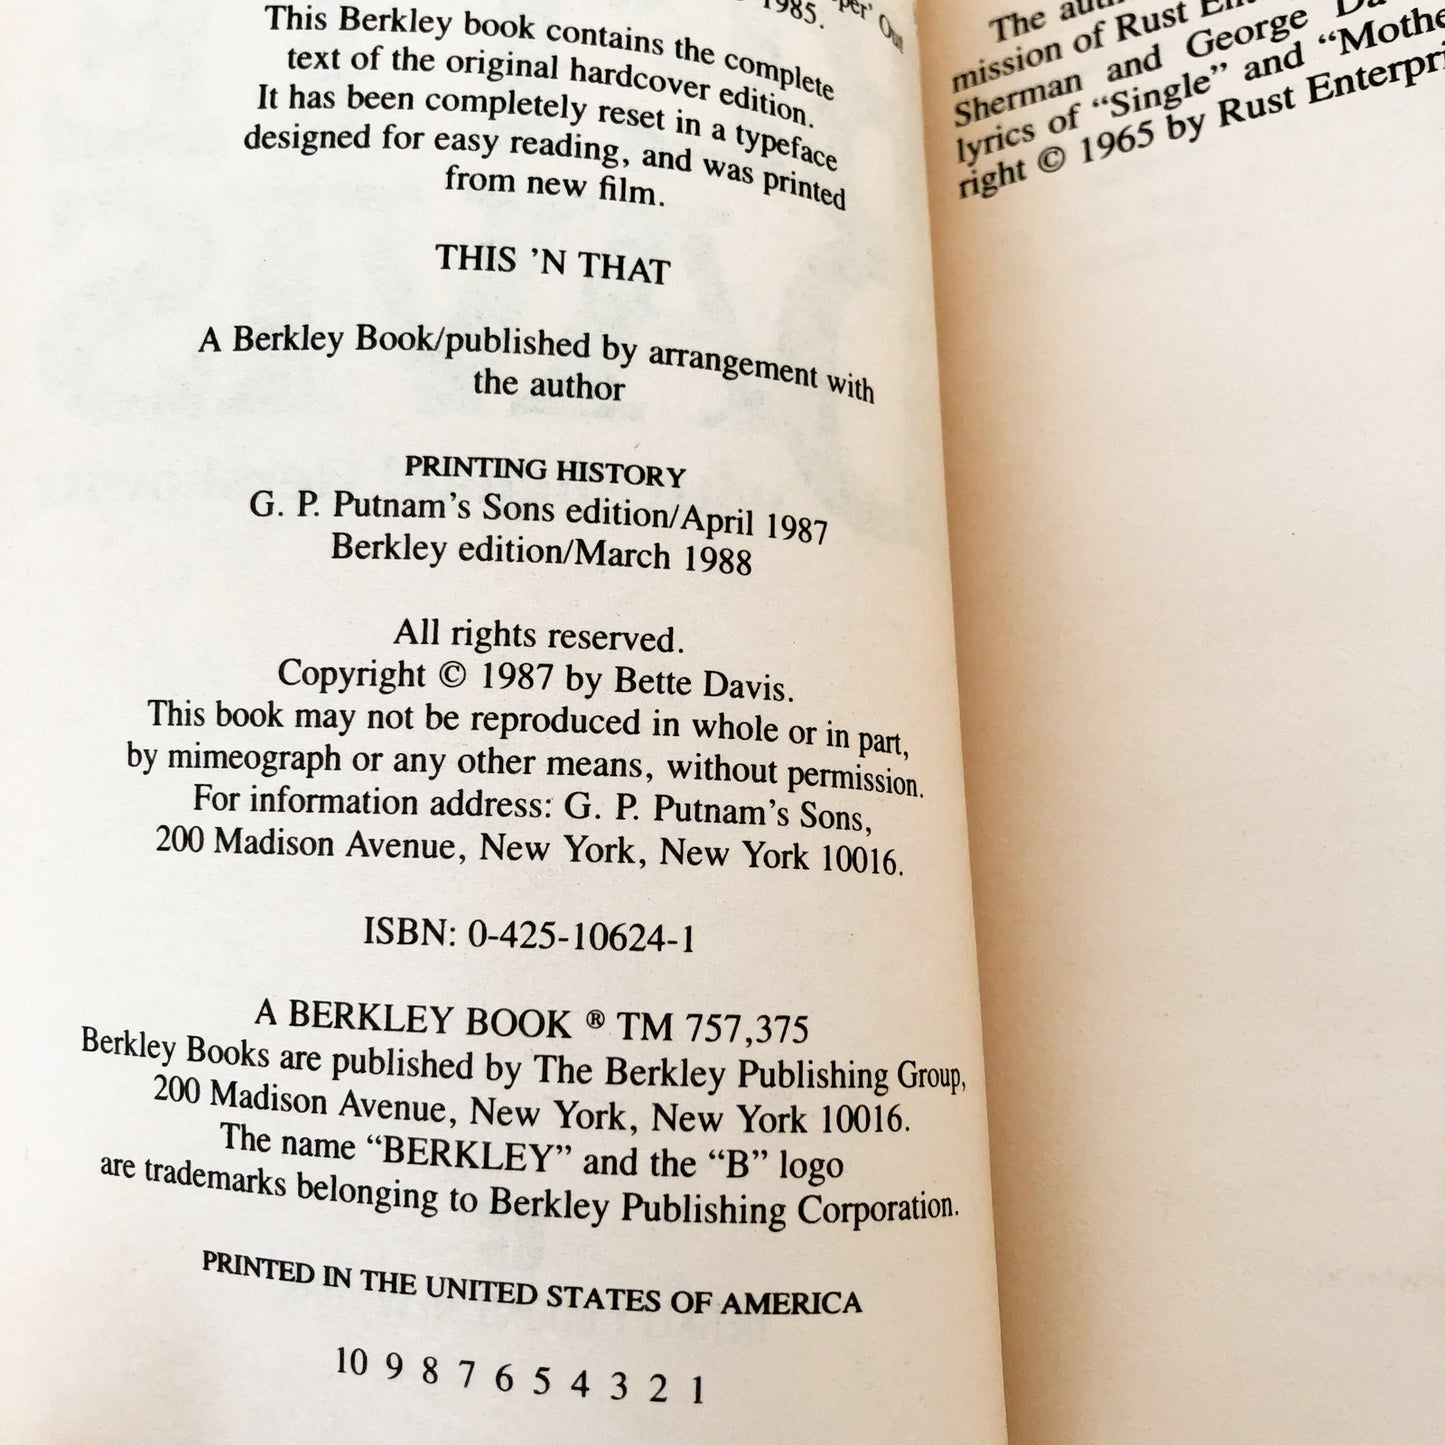 1985.
This Berkley book contains the complete
text of the original hardcover edition.
It has been completely reset in a typeface
designed for easy reading, and was printed
from new film.
THIS 'N THAT
A Berkley Book/published by arrangement with
the author
PRINTING HISTORY
G. P. Putnam's Sons edition/April 1987
Berkley edition/March 1988
All rights reserved.
Copyright © 1987 by Bette Davis.
This book may not be reproduced in whole or in part,
by mimeograph or any other means, without permission.
For information address: G. P. Putnam's Sons,
200 Madison Avenue, New York, New York 10016.
ISBN: 0-425-10624-1
A BERKLEY BOOK ® TM 757,375
Berkley Books are published by The Berkley Publishing Group,
200 Madison Avenue, New York, New York 10016.
The name “BERKLEY” and the “B” logo
are trademarks belonging to Berkley Publishing Corporation.
PRINTED IN THE UNITED STATES OF AMERICA
10 9 8 7 6 5 4 3 2 1
The
mission of Rust
Sherman and George
lyrics of “Single” and
right © 1965 by Rust